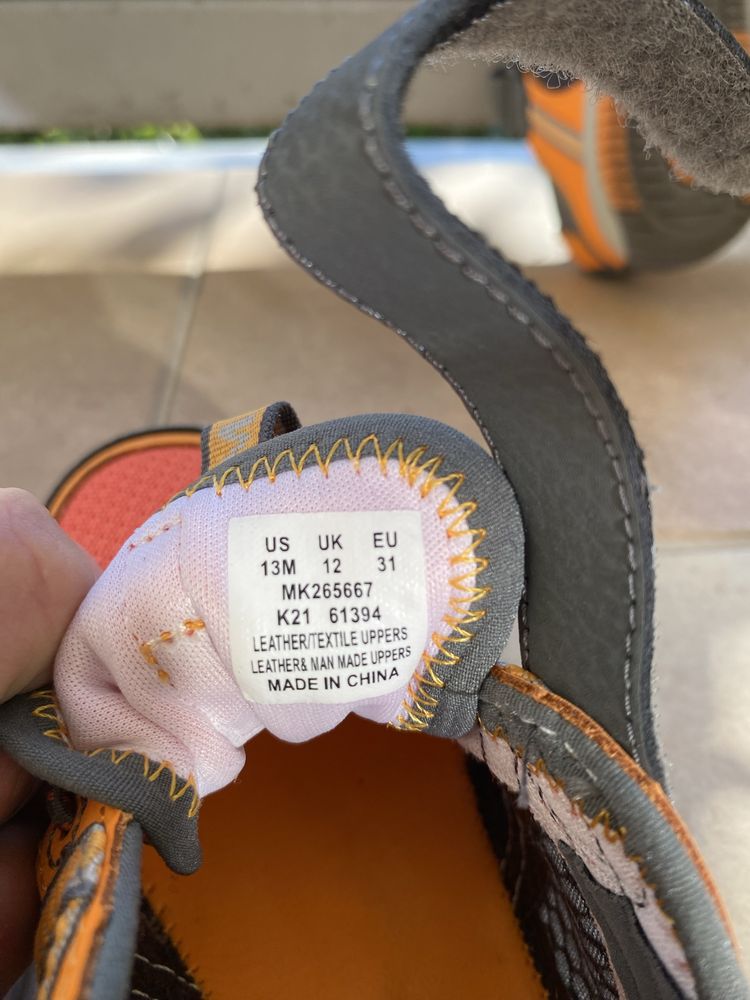 US UK EU
13M 12 31
MK265667
K21 61394
LEATHER/TEXTILE UPPERS
LEATHER& MAN MADE UPPERS
MADE IN CHINA